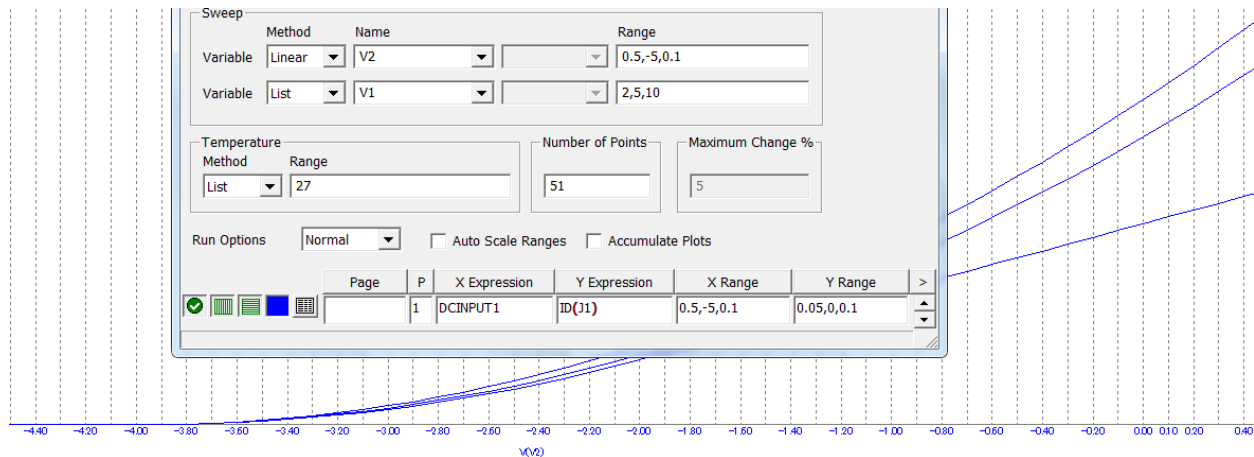 Sweep
Method Name Range
Variable Linear V2 0.5,-5,0.1
Variable List V1 2,5,10
Temperature Number of Points Maximum Change %
Method Range
List 27 51 5
Run Options Normal Auto Scale Ranges Accumulate Plots
Page P X Expression Y Expression X Range Y Range >
1 DCINPUT1 ID(J1) 0.5,-5,0.1 0.05,0,0.1
-4.40 -4.20 -4.00 -3.80 -3.60 -3.40 -3.20 -3.00 -2.80 -2.60 -2.40 -2.20 -2.00 -1.80 -1.60 -1.40 -1.20 -1.00 -0.80 -0.60 -0.40 -0.20 0.00 0.10 0.20 0.40
V(V2)